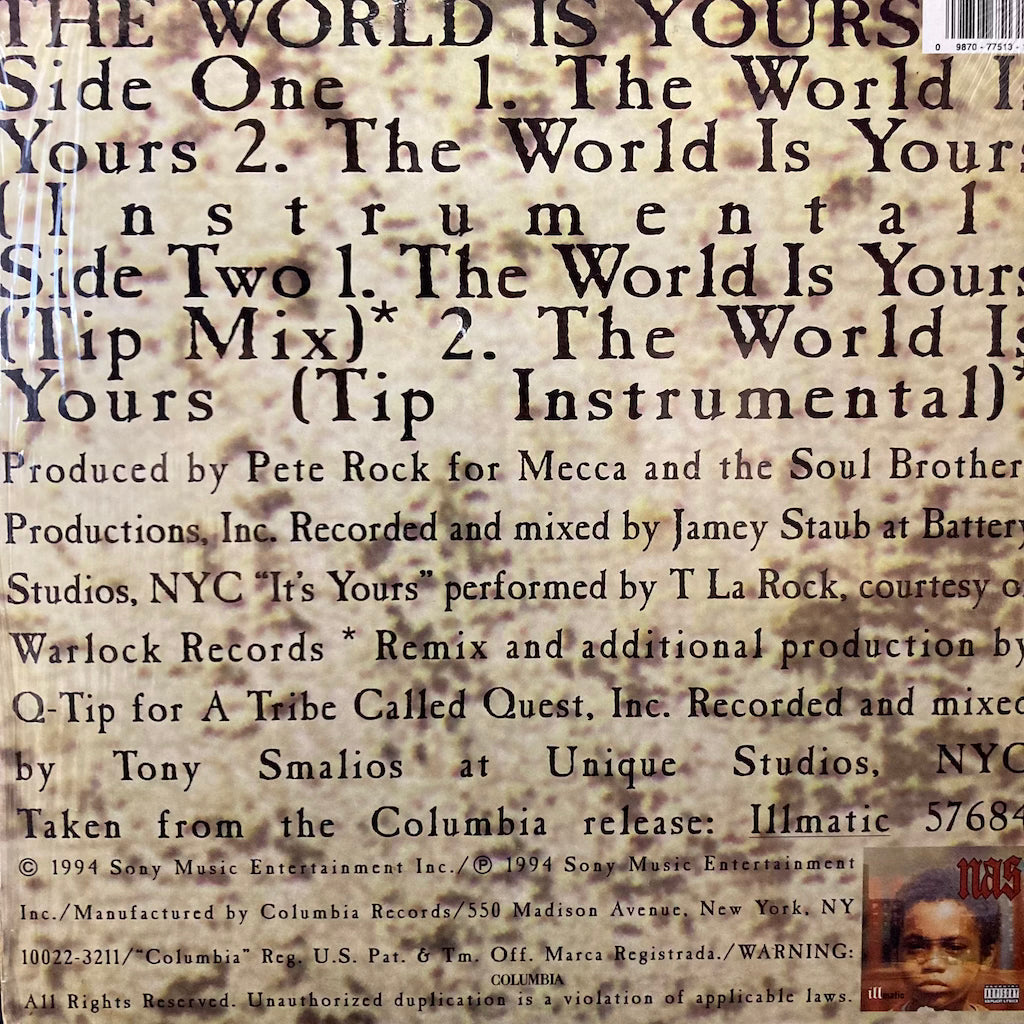 THE WORLD IS YOURS
0 9870-77513-
Side One 1. The World Is
Yours 2. The World Is Yours
(Instrumental
Side Two 1. The World Is Yours
(Tip Mix)* 2. The World Is
Yours (Tip Instrumental)*
Produced by Pete Rock for Mecca and the Soul Brother
Productions, Inc. Recorded and mixed by Jamey Staub at Battery
Studios, NYC “It's Yours” performed by T La Rock, courtesy of
Warlock Records * Remix and additional production by
Q-Tip for A Tribe Called Quest, Inc. Recorded and mixed
by Tony Smalios at Unique Studios, NYC
Taken from the Columbia release: Illmatic 57684
© 1994 Sony Music Entertainment Inc./℗ 1994 Sony Music Entertainment
Inc./Manufactured by Columbia Records/550 Madison Avenue, New York, NY
10022-3211/“Columbia” Reg. U.S. Pat. & Tm. Off. Marca Registrada./WARNING:
COLUMBIA
All Rights Reserved. Unauthorized duplication is a violation of applicable laws.
nas
illmatic
PARENTAL
ADVISORY
EXPLICIT LYRICS